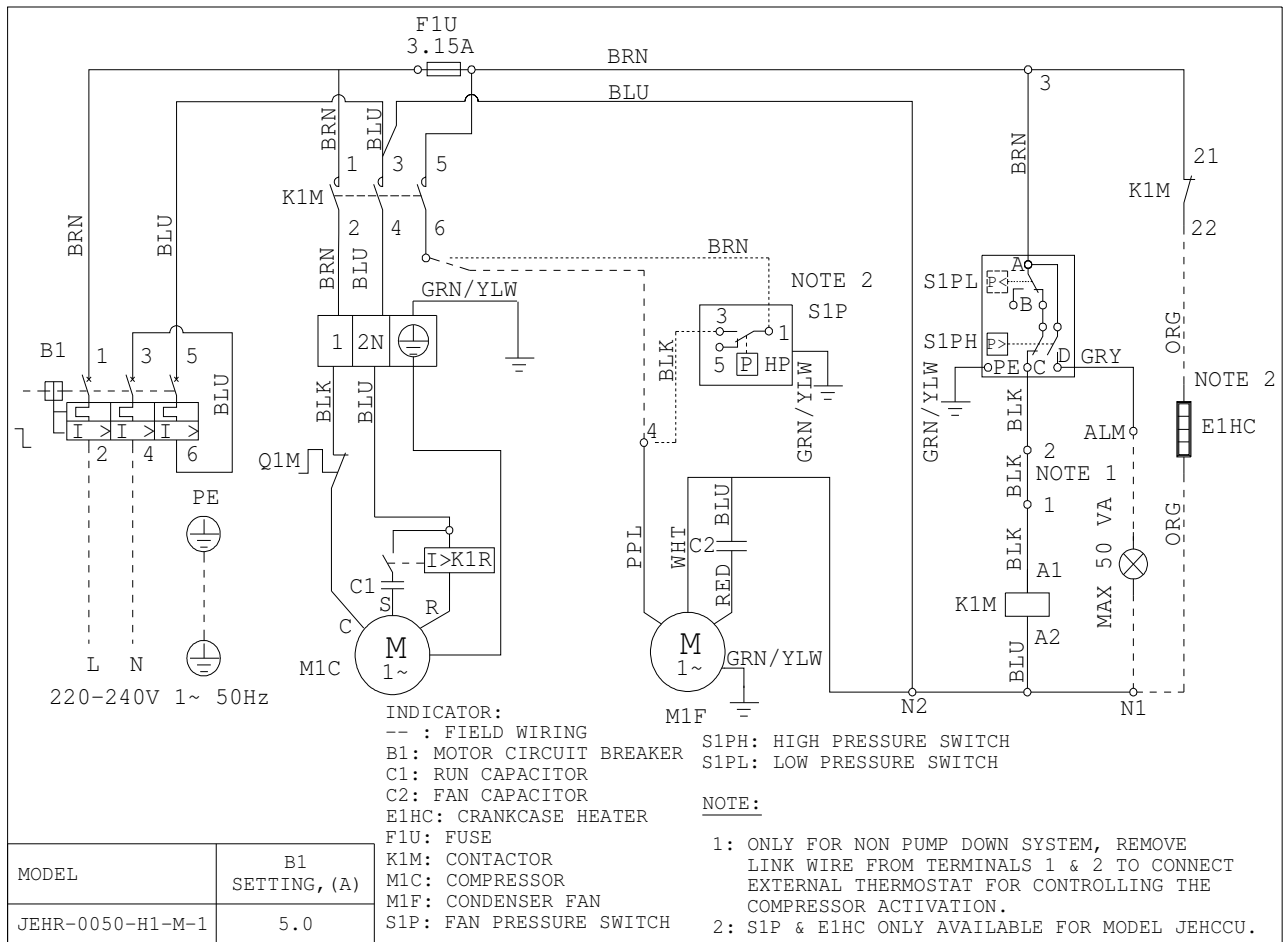 F1U
3.15A
BRN
BLU
3
BRN
BLU
BRN
BLU
1
3
5
K1M
2
4
6
BRN
BLU
BRN
BRN
21
K1M
22
GRN/YLW
NOTE 2
S1P
3
1
5
P
HP
BLK
GRN/YLW
4
A
S1PL
P<
B
S1PH
P>
PE
C
D
GRY
GRN/YLW
ORG
NOTE 2
E1HC
ORG
B1
1
3
5
BLU
I >
I >
I >
2
4
6
PE
1
2N
BLK
BLU
Q1M
I>K1R
C1
S
R
C
M
1~
M1C
PPL
WHT
BLU
C2
RED
M
1~
GRN/YLW
M1F
BLK
2
BLK
NOTE 1
1
BLK
A1
K1M
A2
BLU
ALM
MAX 50 VA
N2
N1
L
N
220-240V 1~ 50Hz
INDICATOR:
-- : FIELD WIRING
B1: MOTOR CIRCUIT BREAKER
C1: RUN CAPACITOR
C2: FAN CAPACITOR
E1HC: CRANKCASE HEATER
F1U: FUSE
K1M: CONTACTOR
M1C: COMPRESSOR
M1F: CONDENSER FAN
S1P: FAN PRESSURE SWITCH
S1PH: HIGH PRESSURE SWITCH
S1PL: LOW PRESSURE SWITCH
NOTE:
1: ONLY FOR NON PUMP DOWN SYSTEM, REMOVE
LINK WIRE FROM TERMINALS 1 & 2 TO CONNECT
EXTERNAL THERMOSTAT FOR CONTROLLING THE
COMPRESSOR ACTIVATION.
2: S1P & E1HC ONLY AVAILABLE FOR MODEL JEHCCU.
MODEL
B1
SETTING,(A)
JEHR-0050-H1-M-1
5.0